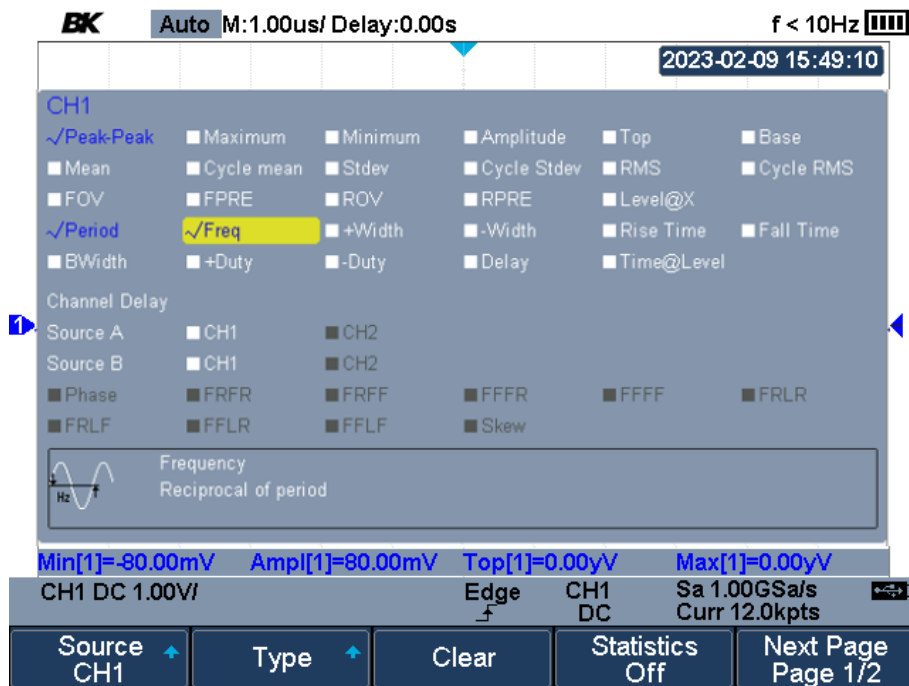 BK Auto M:1.00us/ Delay:0.00s f < 10Hz
2023-02-09 15:49:10
CH1
Peak-Peak Maximum Minimum Amplitude Top Base
Mean Cycle mean Stdev Cycle Stdev RMS Cycle RMS
FOV FPRE ROV RPRE Level@X
Period Freq +Width -Width Rise Time Fall Time
BWidth +Duty -Duty Delay Time@Level
Channel Delay
1
Source A CH1 CH2
Source B CH1 CH2
Phase FRFR FRFF FFFR FFFF FRLR
FRLF FFLR FFLF Skew
Frequency
Hz Reciprocal of period
Min[1]=-80.00mV Ampl[1]=80.00mV Top[1]=0.00yV Max[1]=0.00yV
CH1 DC 1.00V/ Edge CH1 Sa 1.00GSa/s
DC Curr 12.0kpts
Source Type Clear Statistics Next Page
CH1 Off Page 1/2